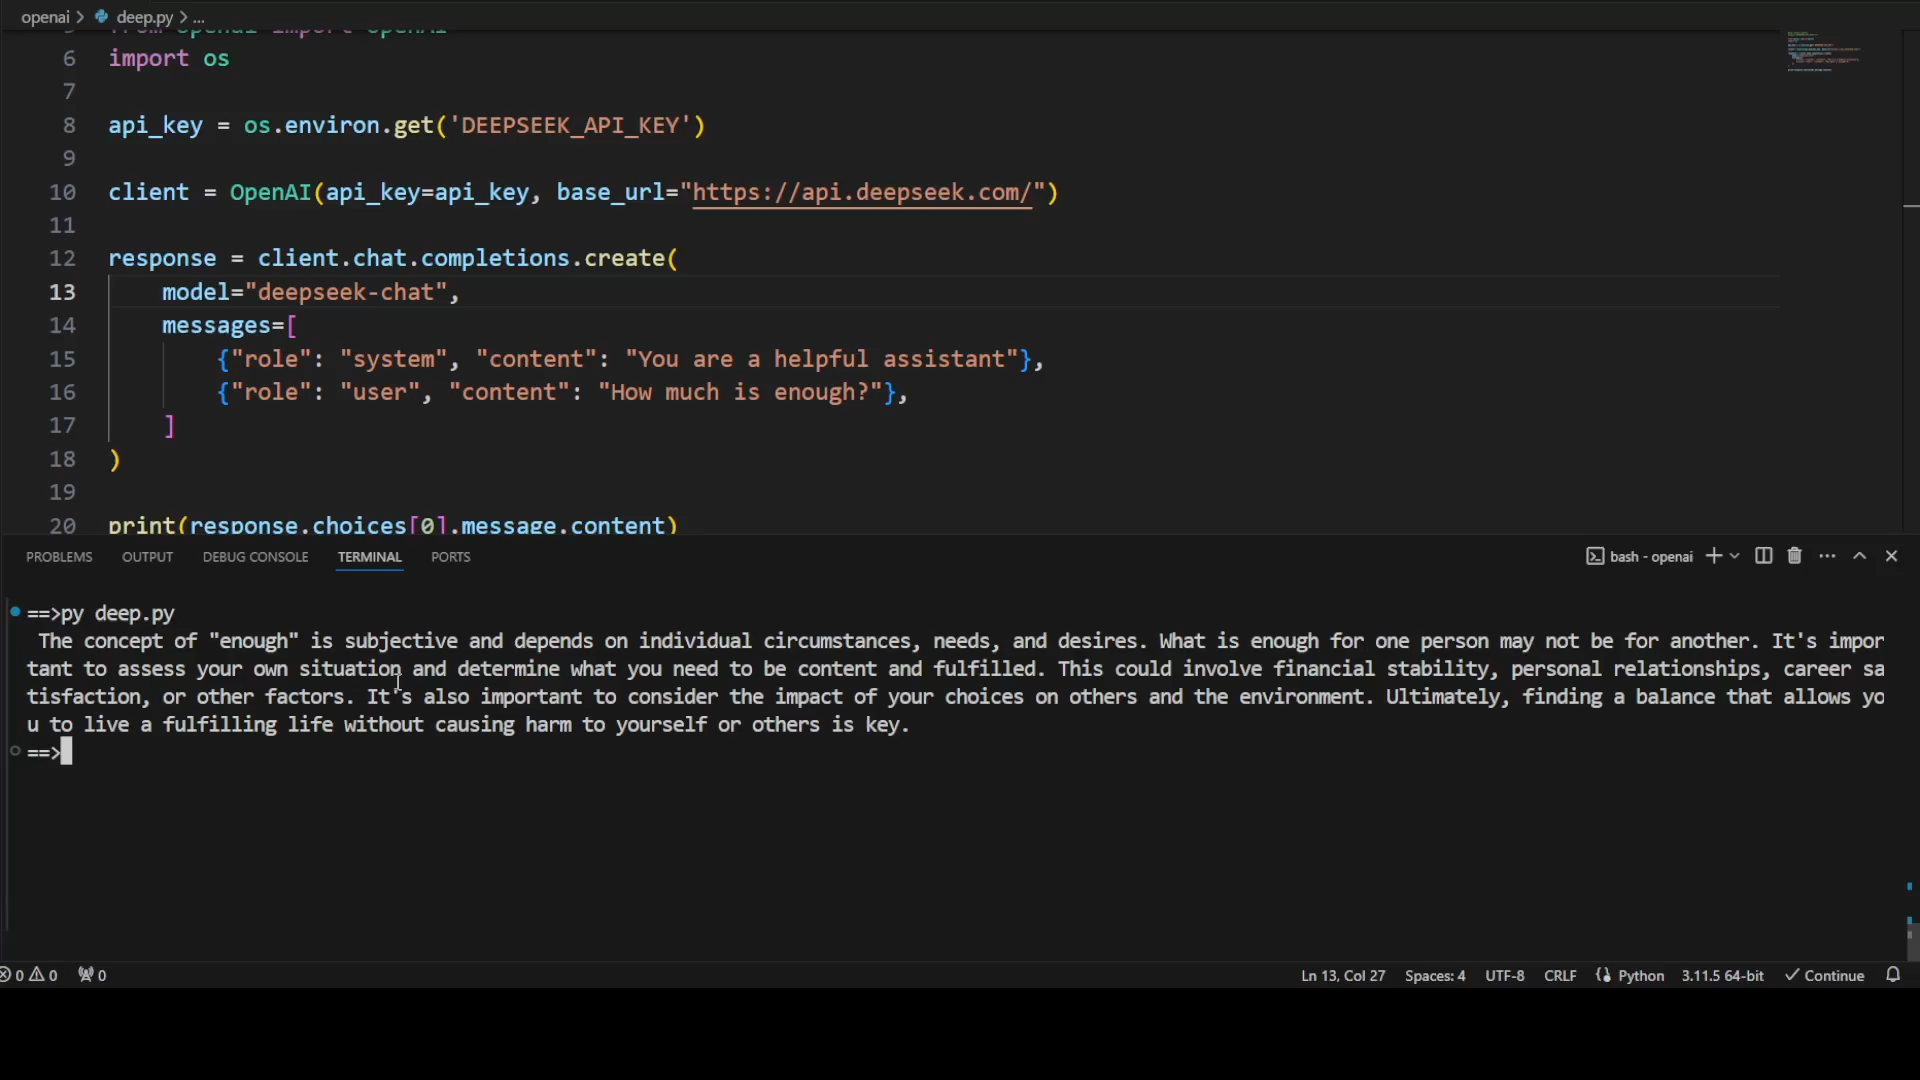 openai > deep.py > ...
from openai import OpenAI
6 import os
7
8 api_key = os.environ.get('DEEPSEEK_API_KEY')
9
10 client = OpenAI(api_key=api_key, base_url="https://api.deepseek.com/")
11
12 response = client.chat.completions.create(
13     model="deepseek-chat",
14     messages=[
15         {"role": "system", "content": "You are a helpful assistant"},
16         {"role": "user", "content": "How much is enough?"},
17     ]
18 )
19
20 print(response.choices[0].message.content)
PROBLEMS OUTPUT DEBUG CONSOLE TERMINAL PORTS bash - openai
==>py deep.py
The concept of "enough" is subjective and depends on individual circumstances, needs, and desires. What is enough for one person may not be for another. It's impor
tant to assess your own situation and determine what you need to be content and fulfilled. This could involve financial stability, personal relationships, career sa
tisfaction, or other factors. It's also important to consider the impact of your choices on others and the environment. Ultimately, finding a balance that allows yo
u to live a fulfilling life without causing harm to yourself or others is key.
==>
0 0 0 Ln 13, Col 27 Spaces: 4 UTF-8 CRLF Python 3.11.5 64-bit Continue